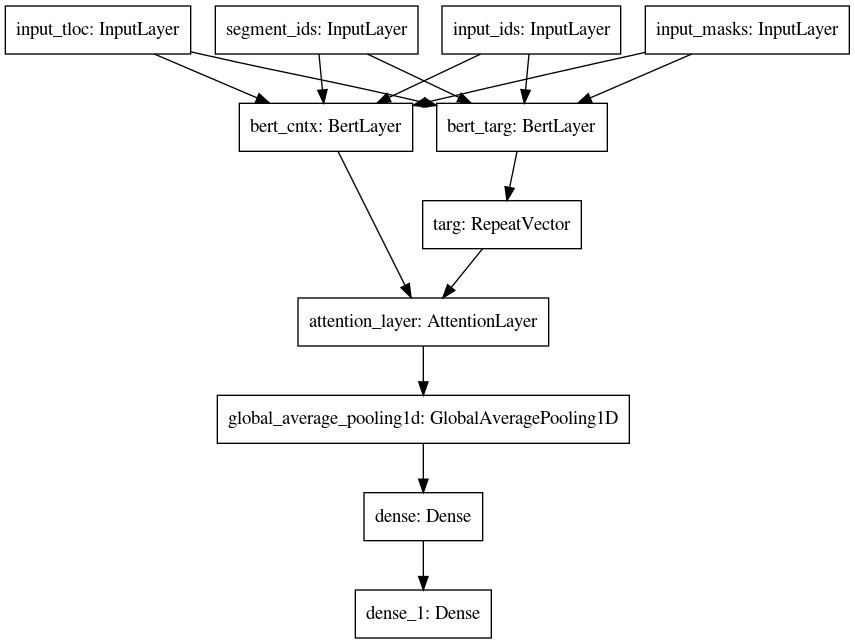 input_tloc: InputLayer
segment_ids: InputLayer
input_ids: InputLayer
input_masks: InputLayer
bert_cntx: BertLayer
bert_targ: BertLayer
targ: RepeatVector
attention_layer: AttentionLayer
global_average_pooling1d: GlobalAveragePooling1D
dense: Dense
dense_1: Dense